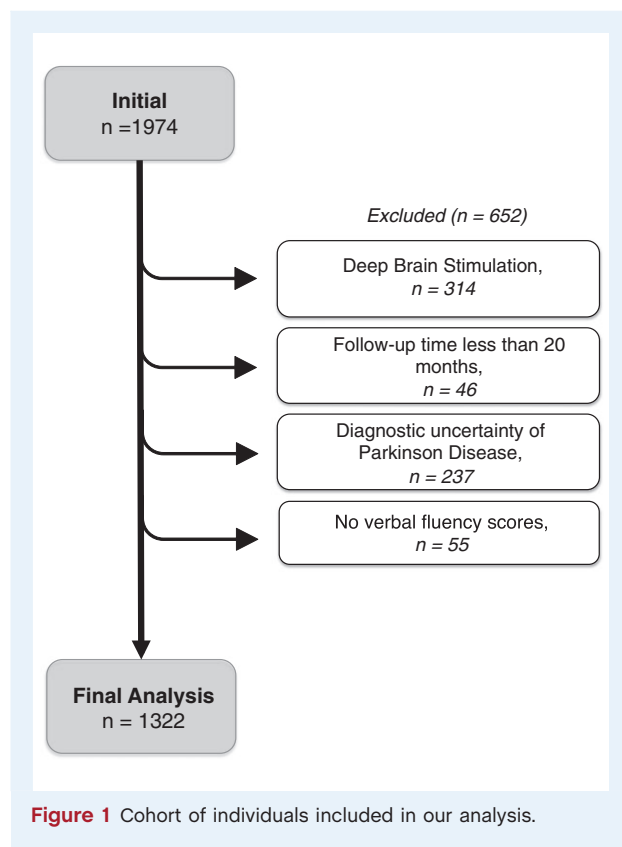 Initial
n =1974
Excluded (n = 652)
Deep Brain Stimulation,
n = 314
Follow-up time less than 20
months,
n = 46
Diagnostic uncertainty of
Parkinson Disease,
n = 237
No verbal fluency scores,
n = 55
Final Analysis
n = 1322
Figure 1 Cohort of individuals included in our analysis.